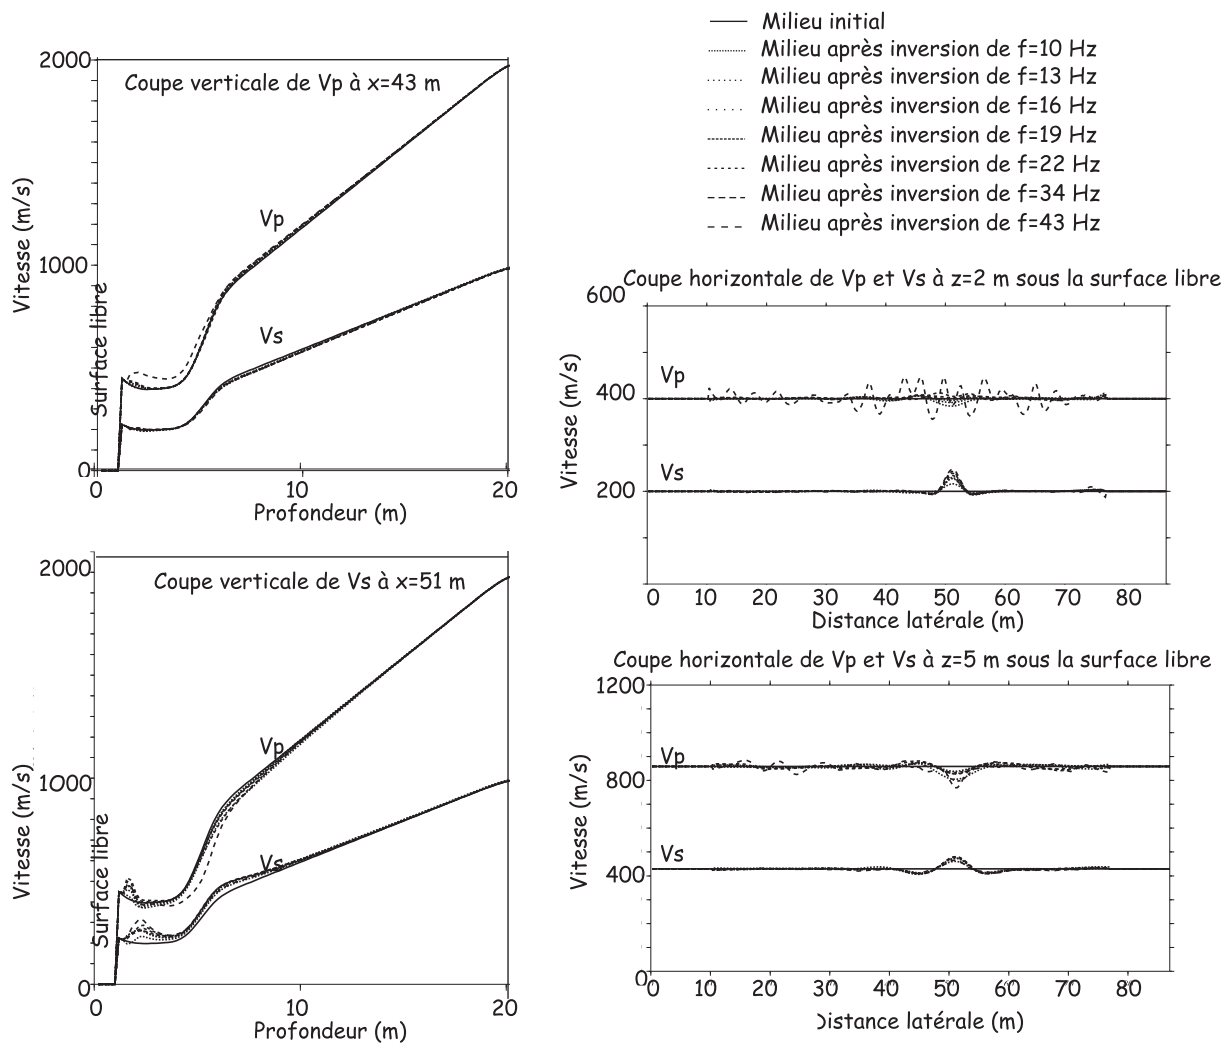 Milieu initial
Milieu après inversion de f=10 Hz
Milieu après inversion de f=13 Hz
Milieu après inversion de f=16 Hz
Milieu après inversion de f=19 Hz
Milieu après inversion de f=22 Hz
Milieu après inversion de f=34 Hz
Milieu après inversion de f=43 Hz
2000
Coupe verticale de Vp à x=43 m
Vitesse (m/s)
Vp
1000
Surface libre
Vs
0
0 10 20
Profondeur (m)
Coupe horizontale de Vp et Vs à z=2 m sous la surface libre
600
Vitesse (m/s)
Vp
400
Vs
200
0 10 20 30 40 50 60 70 80
Distance latérale (m)
2000
Coupe verticale de Vs à x=51 m
Vitesse (m/s)
Vp
1000
Surface libre
Vs
0
0 10 20
Profondeur (m)
Coupe horizontale de Vp et Vs à z=5 m sous la surface libre
1200
Vitesse (m/s)
Vp
800
Vs
400
0
0 10 20 30 40 50 60 70 80
Distance latérale (m)